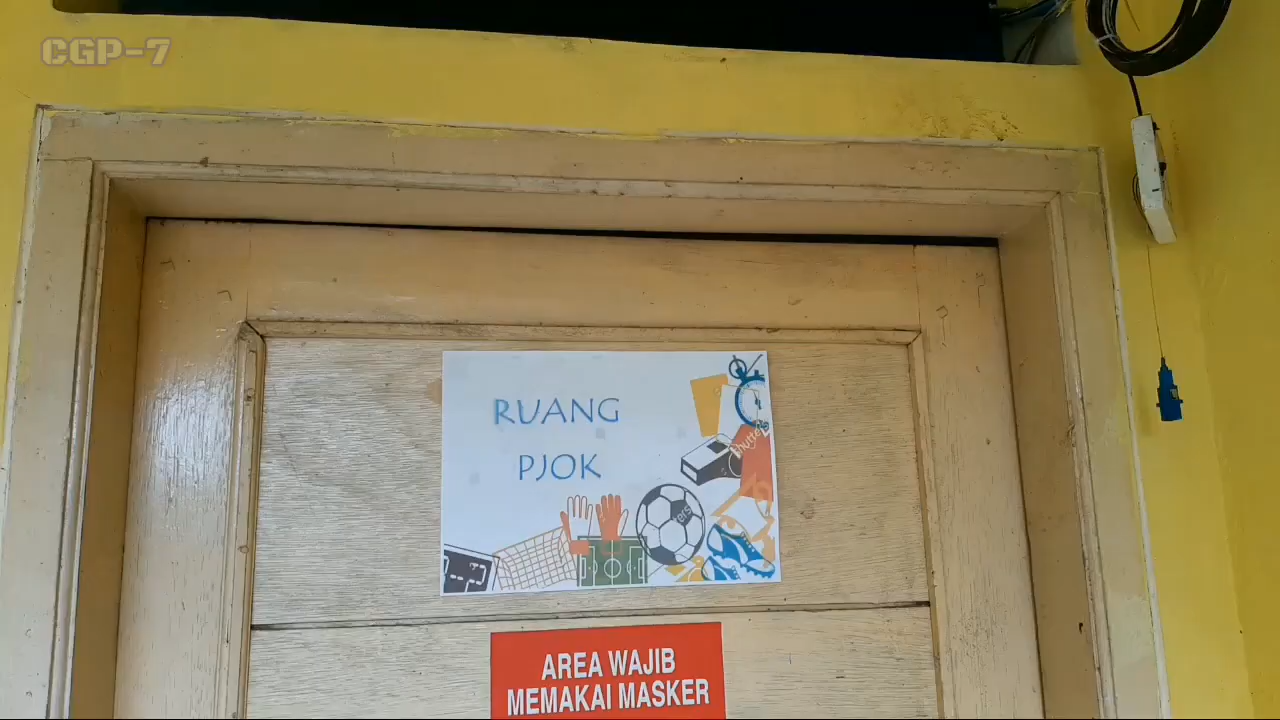 CGP-7
RUANG
PJOK
AREA WAJIB
MEMAKAI MASKER